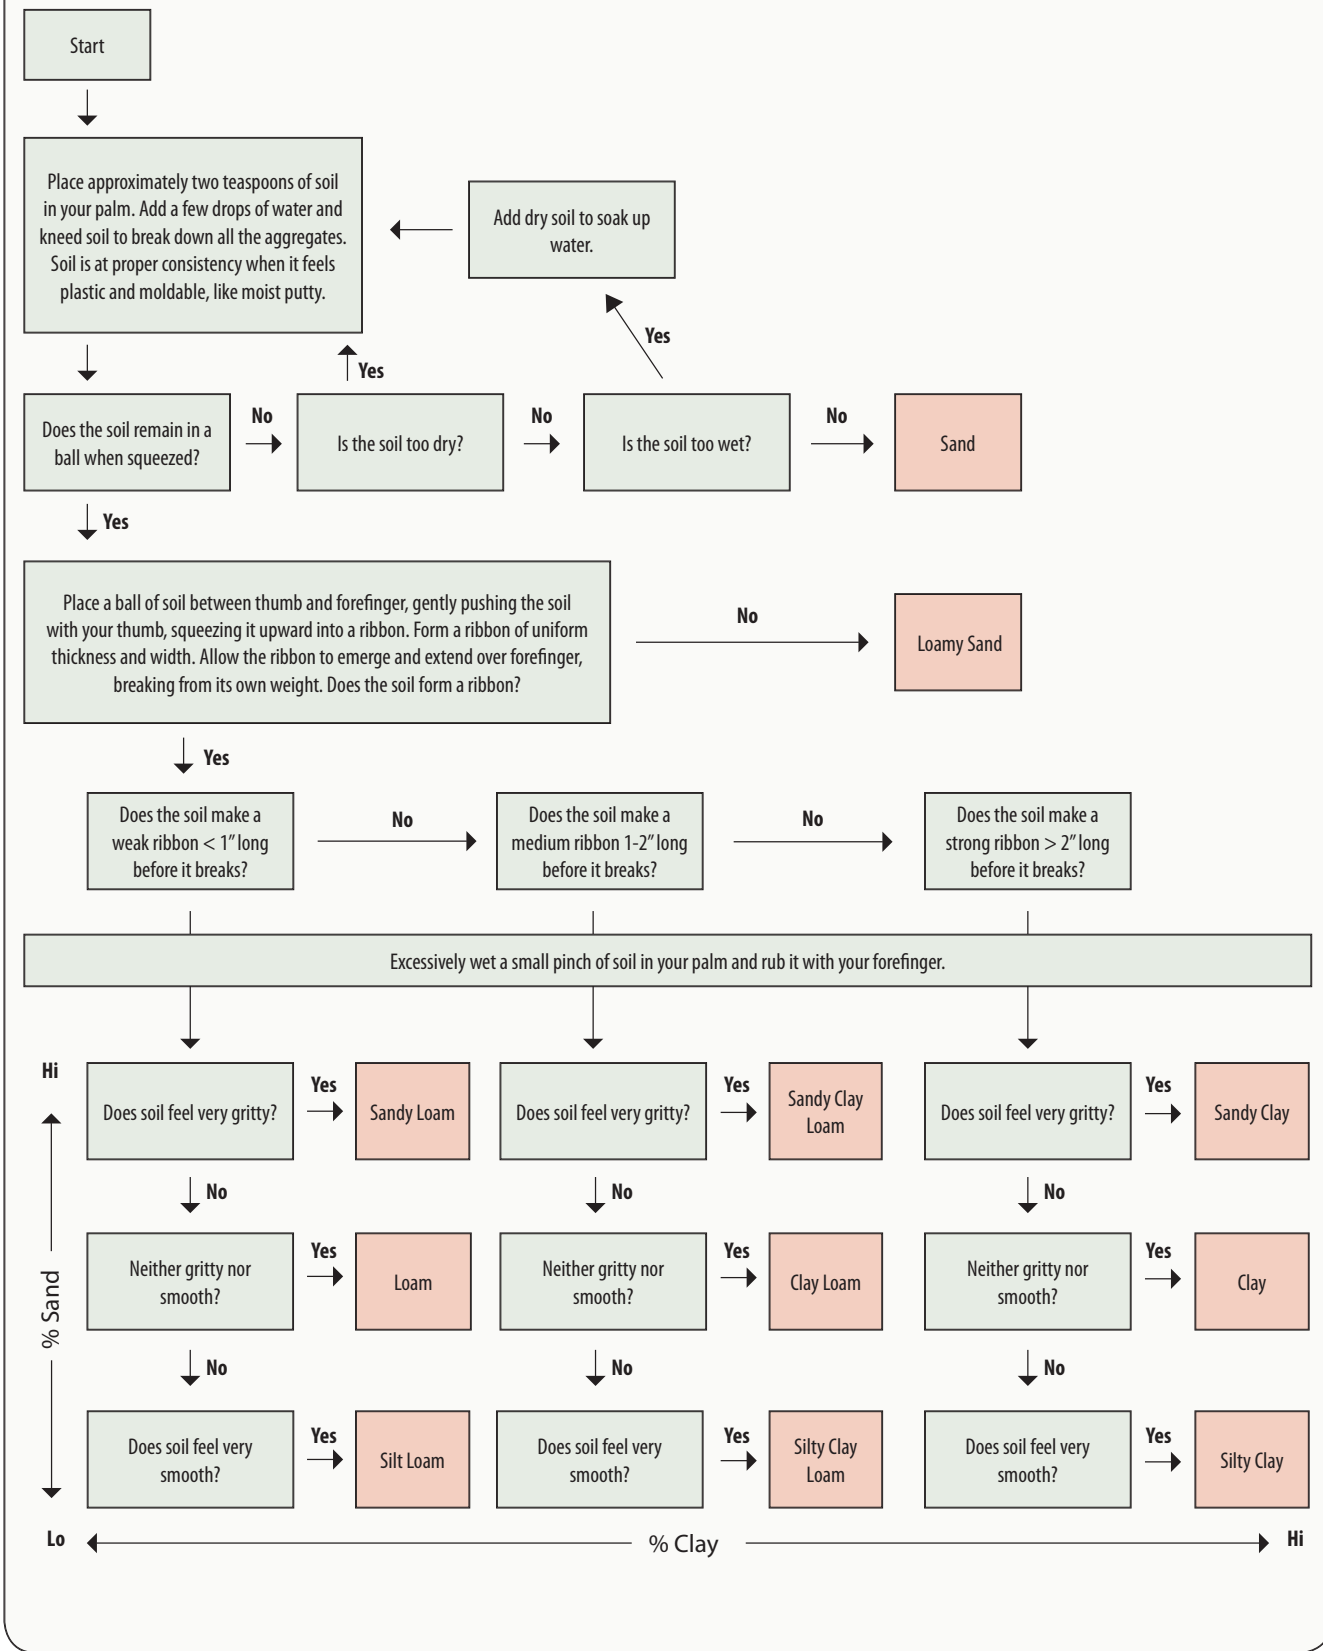 Start
Place approximately two teaspoons of soil
in your palm. Add a few drops of water and
kneed soil to break down all the aggregates.
Soil is at proper consistency when it feels
plastic and moldable, like moist putty.
Add dry soil to soak up
water.
Yes
Yes
Does the soil remain in a
ball when squeezed?
No
Is the soil too dry?
No
Is the soil too wet?
No
Sand
Yes
Place a ball of soil between thumb and forefinger, gently pushing the soil
with your thumb, squeezing it upward into a ribbon. Form a ribbon of uniform
thickness and width. Allow the ribbon to emerge and extend over forefinger,
breaking from its own weight. Does the soil form a ribbon?
No
Loamy Sand
Yes
Does the soil make a
weak ribbon < 1” long
before it breaks?
No
Does the soil make a
medium ribbon 1-2” long
before it breaks?
No
Does the soil make a
strong ribbon > 2” long
before it breaks?
Excessively wet a small pinch of soil in your palm and rub it with your forefinger.
Hi
Does soil feel very gritty?
Yes
Sandy Loam
Does soil feel very gritty?
Yes
Sandy Clay
Loam
Does soil feel very gritty?
Yes
Sandy Clay
No
No
No
% Sand
Neither gritty nor
smooth?
Yes
Loam
Neither gritty nor
smooth?
Yes
Clay Loam
Neither gritty nor
smooth?
Yes
Clay
No
No
No
Does soil feel very
smooth?
Yes
Silt Loam
Does soil feel very
smooth?
Yes
Silty Clay
Loam
Does soil feel very
smooth?
Yes
Silty Clay
Lo
% Clay
Hi